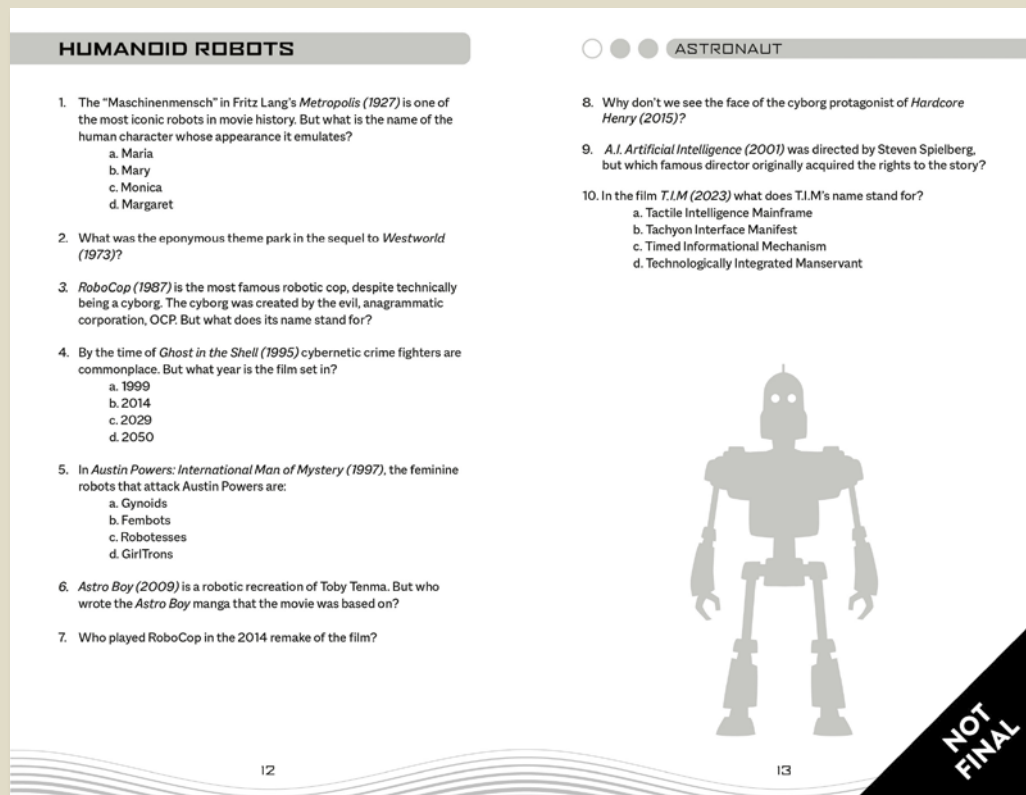 HUMANOID ROBOTS
1. The “Maschinenmensch” in Fritz Lang’s Metropolis (1927) is one of
the most iconic robots in movie history. But what is the name of the
human character whose appearance it emulates?
a. Maria
b. Mary
c. Monica
d. Margaret
2. What was the eponymous theme park in the sequel to Westworld
(1973)?
3. RoboCop (1987) is the most famous robotic cop, despite technically
being a cyborg. The cyborg was created by the evil, anagrammatic
corporation, OCP. But what does its name stand for?
4. By the time of Ghost in the Shell (1995) cybernetic crime fighters are
commonplace. But what year is the film set in?
a. 1999
b. 2014
c. 2029
d. 2050
5. In Austin Powers: International Man of Mystery (1997), the feminine
robots that attack Austin Powers are:
a. Gynoids
b. Fembots
c. Robotesses
d. GirlTrons
6. Astro Boy (2009) is a robotic recreation of Toby Tenma. But who
wrote the Astro Boy manga that the movie was based on?
7. Who played RoboCop in the 2014 remake of the film?
12
ASTRONAUT
8. Why don’t we see the face of the cyborg protagonist of Hardcore
Henry (2015)?
9. A.I. Artificial Intelligence (2001) was directed by Steven Spielberg,
but which famous director originally acquired the rights to the story?
10. In the film T.I.M (2023) what does T.I.M’s name stand for?
a. Tactile Intelligence Mainframe
b. Tachyon Interface Manifest
c. Timed Informational Mechanism
d. Technologically Integrated Manservant
13
NOT
FINAL